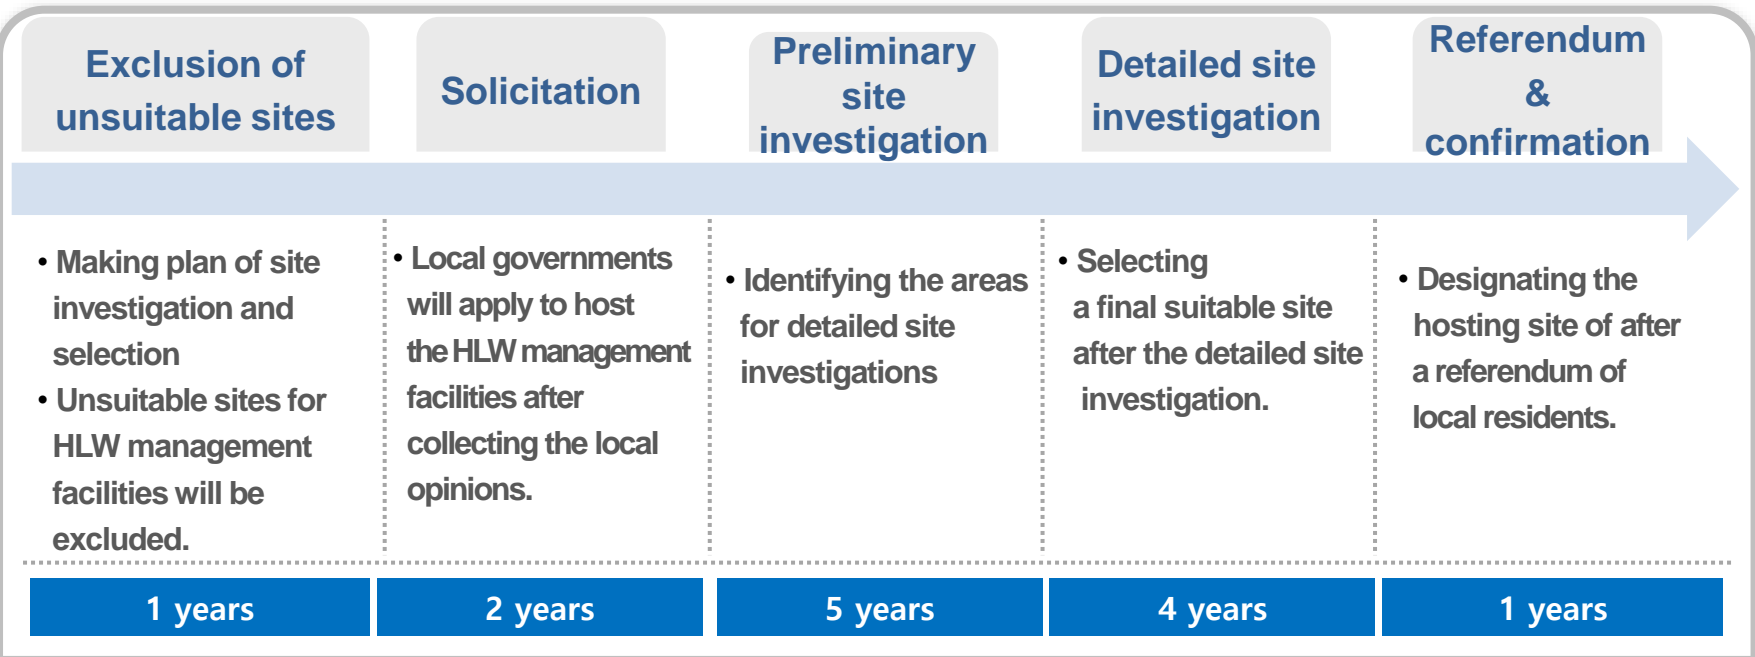 Exclusion of
unsuitable sites
Solicitation
Preliminary
site
investigation
Detailed site
investigation
Referendum
&
confirmation
• Making plan of site
investigation and
selection
• Unsuitable sites for
HLW management
facilities will be
excluded.
• Local governments
will apply to host
the HLW management
facilities after
collecting the local
opinions.
• Identifying the areas
for detailed site
investigations
• Selecting
a final suitable site
after the detailed site
investigation.
• Designating the
hosting site of after
a referendum of
local residents.
1 years
2 years
5 years
4 years
1 years